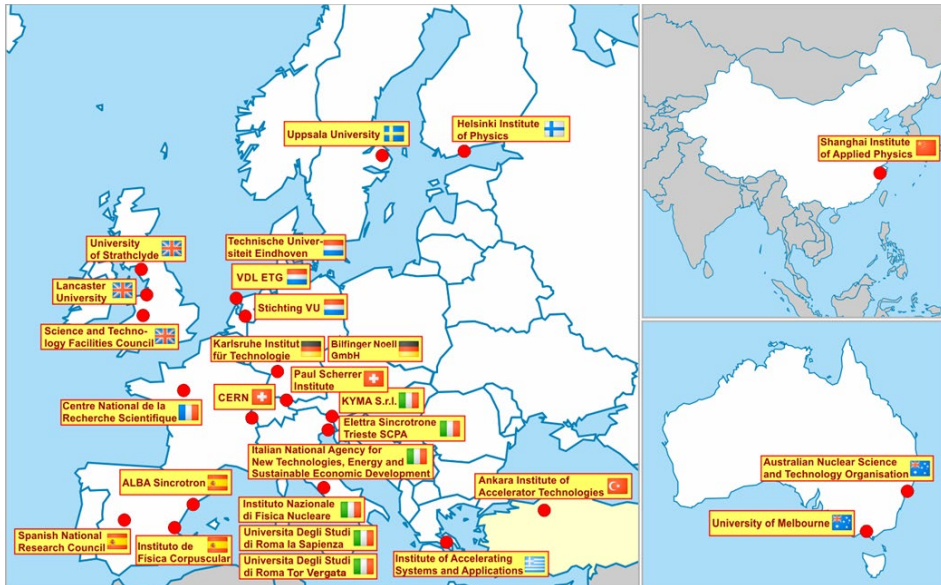 Uppsala University
Helsinki Institute
of Physics
Shanghai Institute
of Applied Physics
University
of Strathclyde
Technische Univer-
siteit Eindhoven
VDL ETG
Lancaster
University
Stichting VU
Science and Techno-
logy Facilities Council
Karlsruhe Institut
für Technologie
Bilfinger Noell
GmbH
Paul Scherrer
Institute
CERN
KYMA S.r.l.
Centre National de la
Recherche Scientifique
Elettra Sincrotrone
Trieste SCPA
Italian National Agency for
New Technologies, Energy and
Sustainable Economic Development
ALBA Sincrotron
Ankara Institute of
Accelerator Technologies
Australian Nuclear Science
and Technology Organisation
Instituto Nazionale
di Fisica Nucleare
University of Melbourne
Spanish National
Research Council
Instituto de
Fisica Corpuscular
Universita Degli Studi
di Roma la Sapienza
Universita Degli Studi
di Roma Tor Vergata
Institute of Accelerating
Systems and Applications